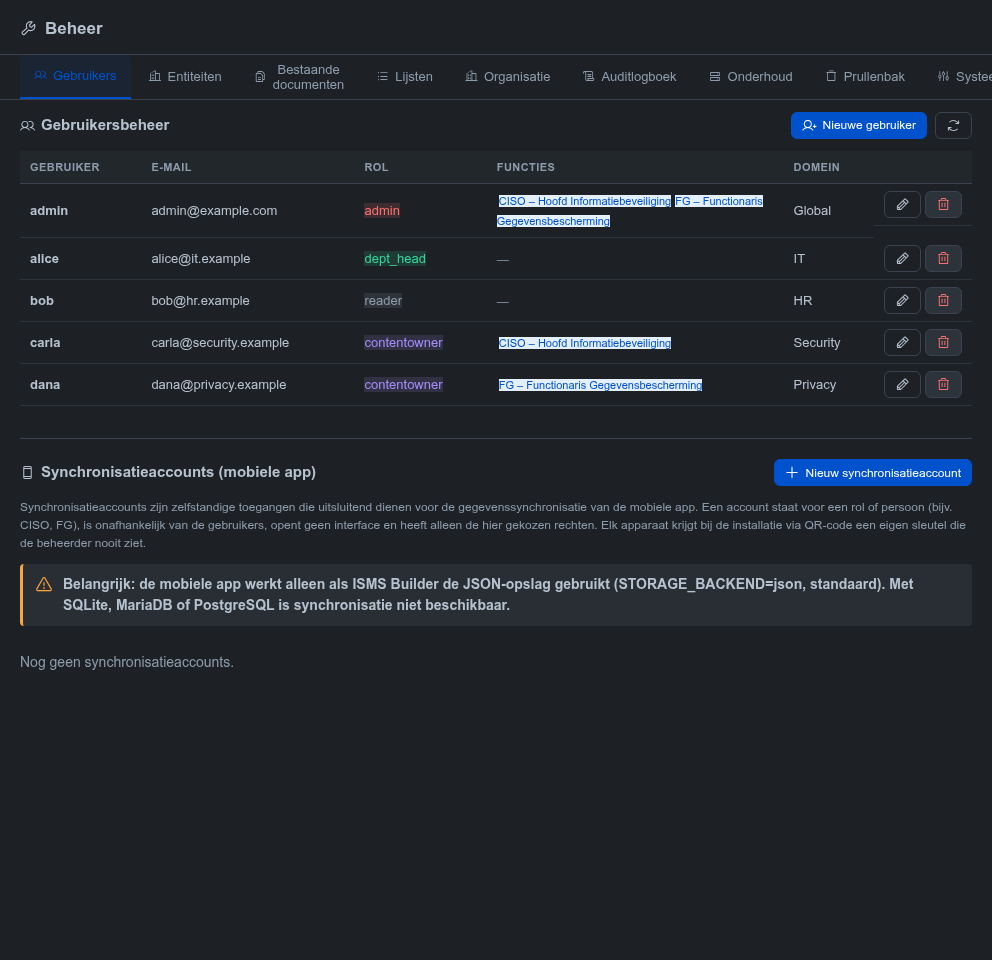 Beheer
Gebruikers
Entiteiten
Bestaande
documenten
Lijsten
Organisatie
Auditlogboek
Onderhoud
Prullenbak
Systee
Gebruikersbeheer
Nieuwe gebruiker
GEBRUIKER E-MAIL ROL FUNCTIES DOMEIN
admin admin@example.com admin CISO – Hoofd Informatiebeveiliging FG – Functionaris Gegevensbescherming Global
alice alice@it.example dept_head — IT
bob bob@hr.example reader — HR
carla carla@security.example contentowner CISO – Hoofd Informatiebeveiliging Security
dana dana@privacy.example contentowner FG – Functionaris Gegevensbescherming Privacy
Synchronisatieaccounts (mobiele app)
Nieuw synchronisatieaccount
Synchronisatieaccounts zijn zelfstandige toegangen die uitsluitend dienen voor de gegevenssynchronisatie van de mobiele app. Een account staat voor een rol of persoon (bijv.
CISO, FG), is onafhankelijk van de gebruikers, opent geen interface en heeft alleen de hier gekozen rechten. Elk apparaat krijgt bij de installatie via QR-code een eigen sleutel die
de beheerder nooit ziet.
Belangrijk: de mobiele app werkt alleen als ISMS Builder de JSON-opslag gebruikt (STORAGE_BACKEND=json, standaard). Met
SQLite, MariaDB of PostgreSQL is synchronisatie niet beschikbaar.
Nog geen synchronisatieaccounts.